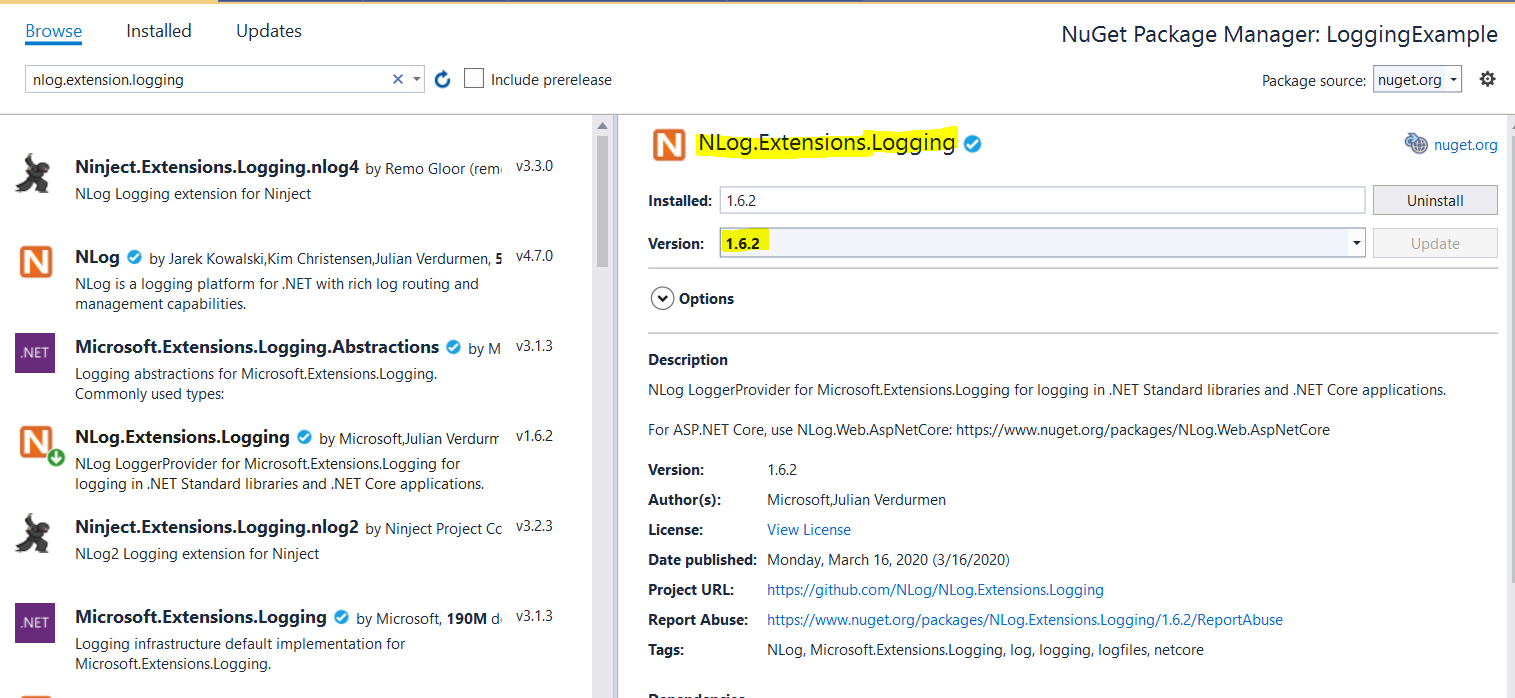 Browse Installed Updates
NuGet Package Manager: LoggingExample
nlog.extension.logging
Include prerelease
Package source: nuget.org
Ninject.Extensions.Logging.nlog4 by Remo Gloor (rem v3.3.0
NLog Logging extension for Ninject
NLog by Jarek Kowalski,Kim Christensen,Julian Verdurmen, 5 v4.7.0
NLog is a logging platform for .NET with rich log routing and
management capabilities.
.NET
Microsoft.Extensions.Logging.Abstractions by M v3.1.3
Logging abstractions for Microsoft.Extensions.Logging.
Commonly used types:
NLog.Extensions.Logging by Microsoft,Julian Verdurm v1.6.2
NLog LoggerProvider for Microsoft.Extensions.Logging for
logging in .NET Standard libraries and .NET Core applications.
Ninject.Extensions.Logging.nlog2 by Ninject Project Co v3.2.3
NLog2 Logging extension for Ninject
.NET
Microsoft.Extensions.Logging by Microsoft, 190M d v3.1.3
Logging infrastructure default implementation for
Microsoft.Extensions.Logging.
N NLog.Extensions.Logging
nuget.org
Installed: 1.6.2 Uninstall
Version: 1.6.2 Update
Options
Description
NLog LoggerProvider for Microsoft.Extensions.Logging for logging in .NET Standard libraries and .NET Core applications.
For ASP.NET Core, use NLog.Web.AspNetCore: https://www.nuget.org/packages/NLog.Web.AspNetCore
Version: 1.6.2
Author(s): Microsoft,Julian Verdurmen
License: View License
Date published: Monday, March 16, 2020 (3/16/2020)
Project URL: https://github.com/NLog/NLog.Extensions.Logging
Report Abuse: https://www.nuget.org/packages/NLog.Extensions.Logging/1.6.2/ReportAbuse
Tags: NLog, Microsoft.Extensions.Logging, log, logging, logfiles, netcore